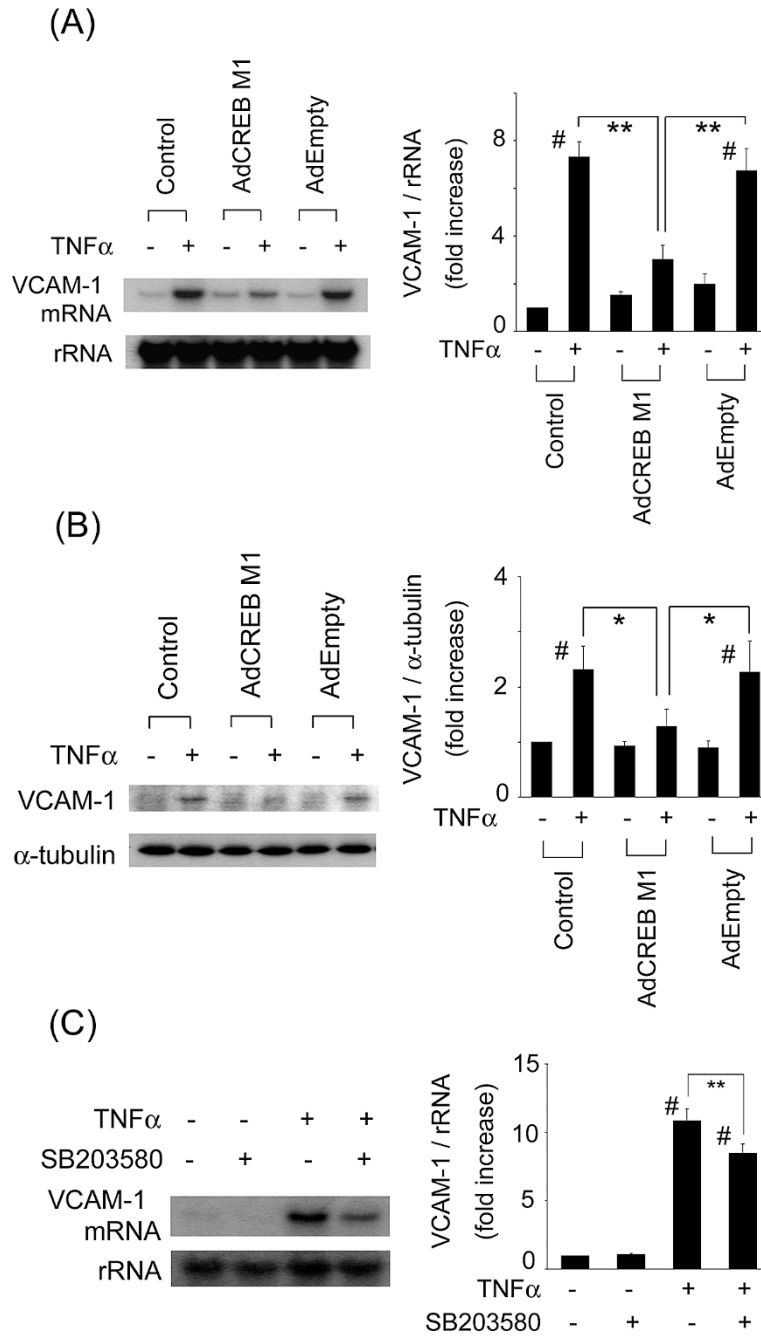 (A)
Control
AdCREB M1
AdEmpty
TNFα - + - + - +
VCAM-1
mRNA
rRNA
VCAM-1 / rRNA
(fold increase)
8
4
0
# ** ** #
TNFα - + - + - +
Control
AdCREB M1
AdEmpty
(B)
Control
AdCREB M1
AdEmpty
TNFα - + - + - +
VCAM-1
α-tubulin
VCAM-1 / α-tubulin
(fold increase)
4
2
0
# * * #
TNFα - + - + - +
Control
AdCREB M1
AdEmpty
(C)
TNFα - - + +
SB203580 - + - +
VCAM-1
mRNA
rRNA
VCAM-1 / rRNA
(fold increase)
15
10
5
0
# ** #
TNFα - - + +
SB203580 - + - +